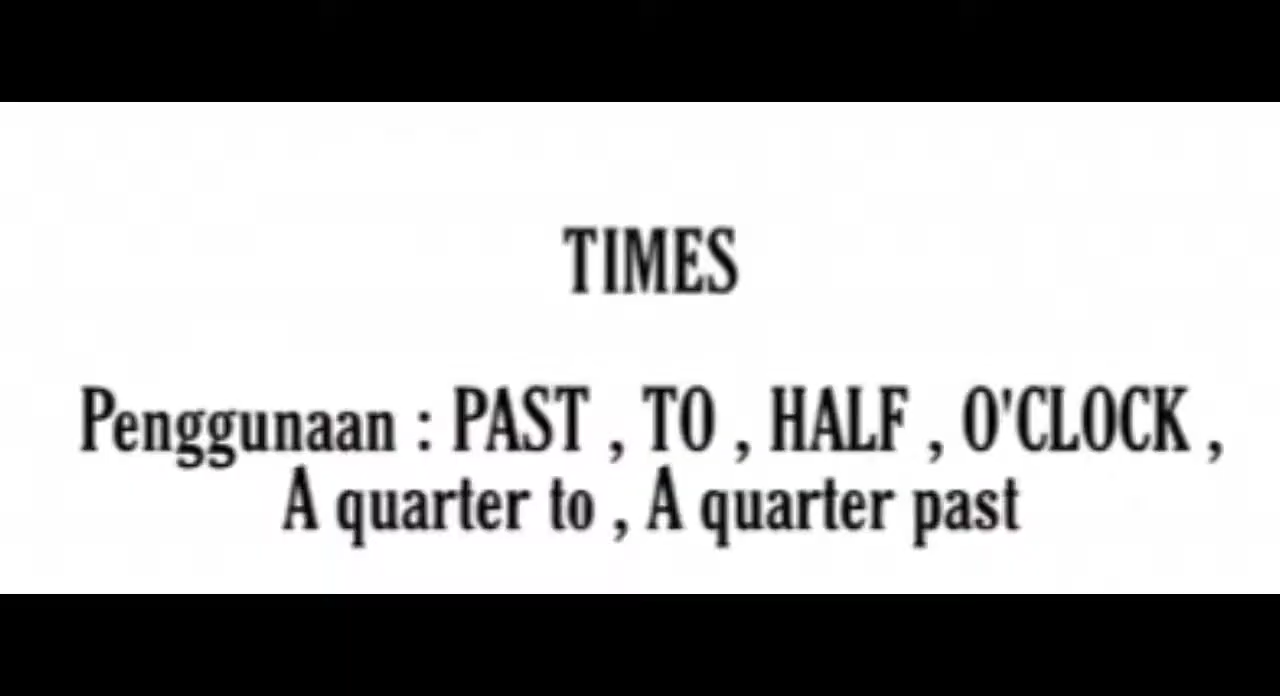 TIMES
Penggunaan : PAST , TO , HALF , O'CLOCK ,
A quarter to , A quarter past